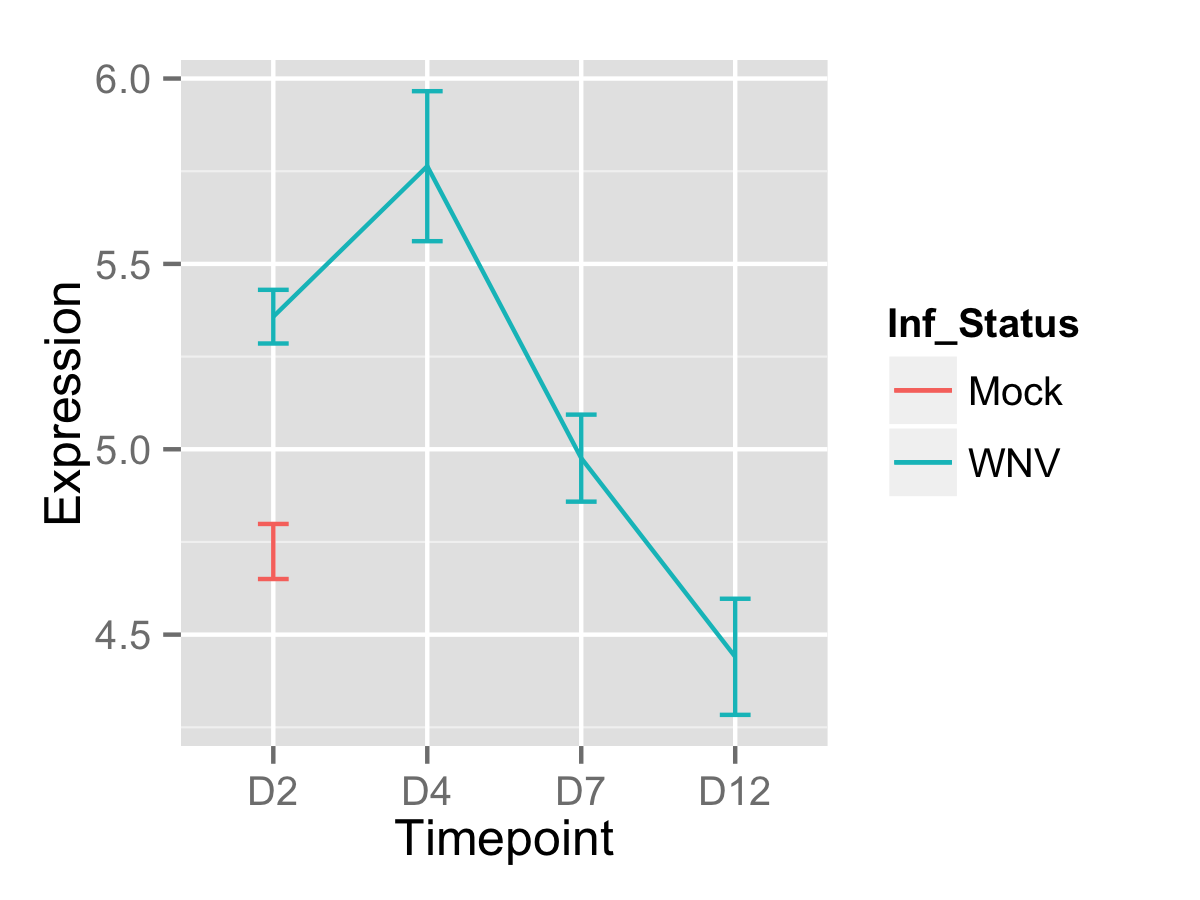 6.0
5.5
5.0
4.5
Expression
D2 D4 D7 D12
Timepoint
Inf_Status
Mock
WNV